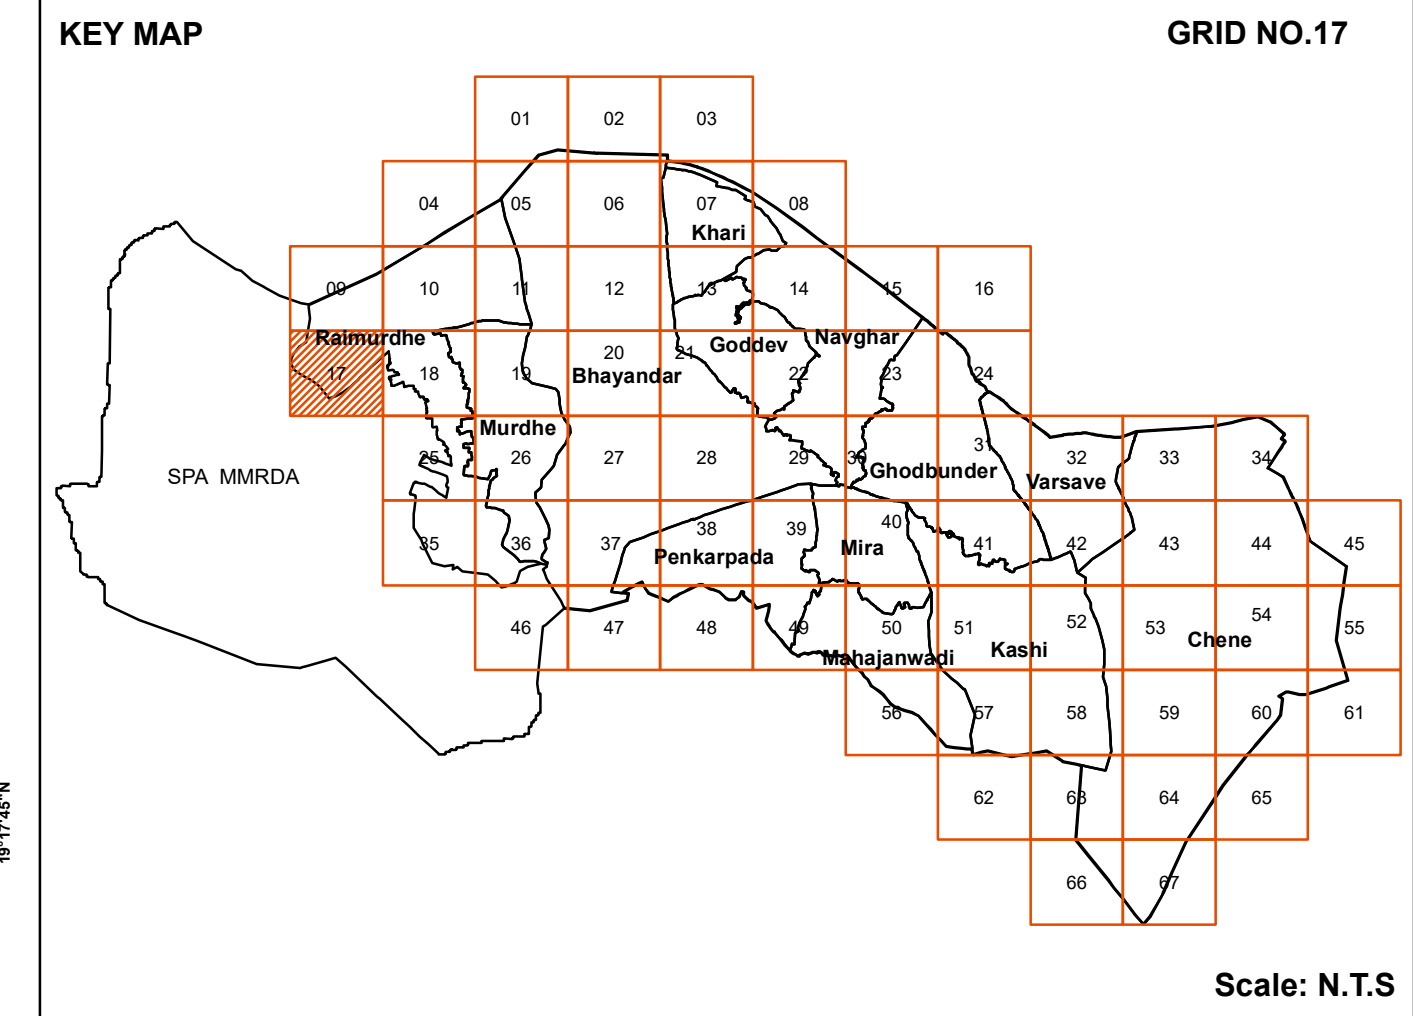 KEY MAP
GRID NO.17
01 02 03
04 05 06 07 08
Khari
09 10 11 12 13 14 15 16
Raimurdhe
Navghar
Goddev
20 21
17 18 19 22 23 24
Bhayandar
Murdhe
31
25 26 27 28 29 30 32 33 34
Ghodbunder
SPA MMRDA
Varsave
40
38 39
35 36 37 41 42 43 44 45
Mira
Penkarpada
54
52
46 47 48 49 50 51 53 55
Chene
Kashi
Mahajanwadi
56 57 58 59 60 61
62 63 64 65
66 67
19°17'45"N
Scale: N.T.S